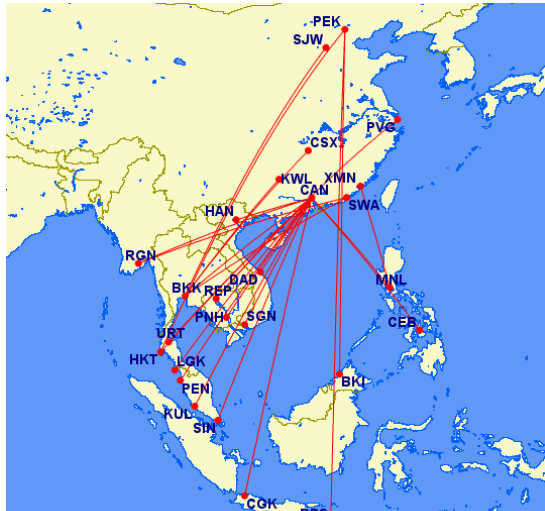 PEK
SJW
PVG
CSX
KWL
XMN
CAN
SWA
HAN
RGN
DAD
BKK
REP
MNL
PNH
SGN
CEB
URT
HKT
LGK
PEN
BKI
KUL
SIN
CGK